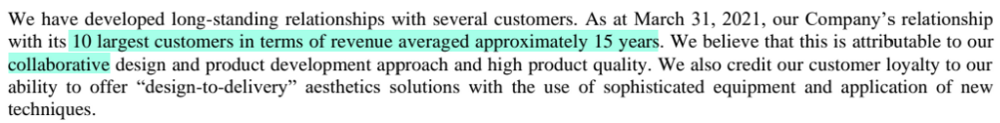 We have developed long-standing relationships with several customers. As at March 31, 2021, our Company's relationship
with its 10 largest customers in terms of revenue averaged approximately 15 years. We believe that this is attributable to our
collaborative design and product development approach and high product quality. We also credit our customer loyalty to our
ability to offer “design-to-delivery” aesthetics solutions with the use of sophisticated equipment and application of new
techniques.